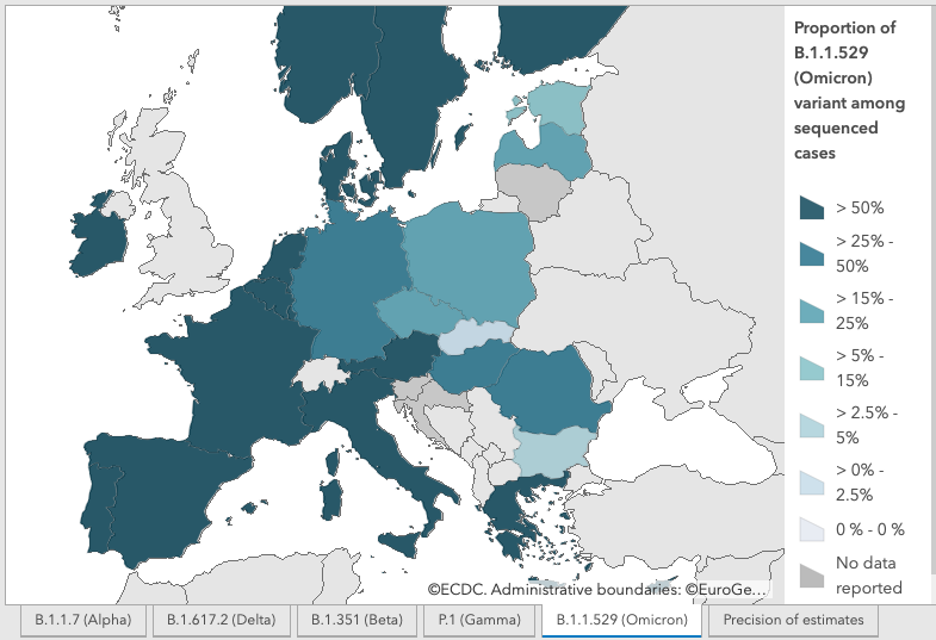 Proportion of
B.1.1.529
(Omicron)
variant among
sequenced
cases
> 50%
> 25% -
50%
> 15% -
25%
> 5% -
15%
> 2.5% -
5%
> 0% -
2.5%
0 % - 0 %
No data
reported
©ECDC. Administrative boundaries: ©EuroGe...
B.1.1.7 (Alpha)
B.1.617.2 (Delta)
B.1.351 (Beta)
P.1 (Gamma)
B.1.1.529 (Omicron)
Precision of estimates